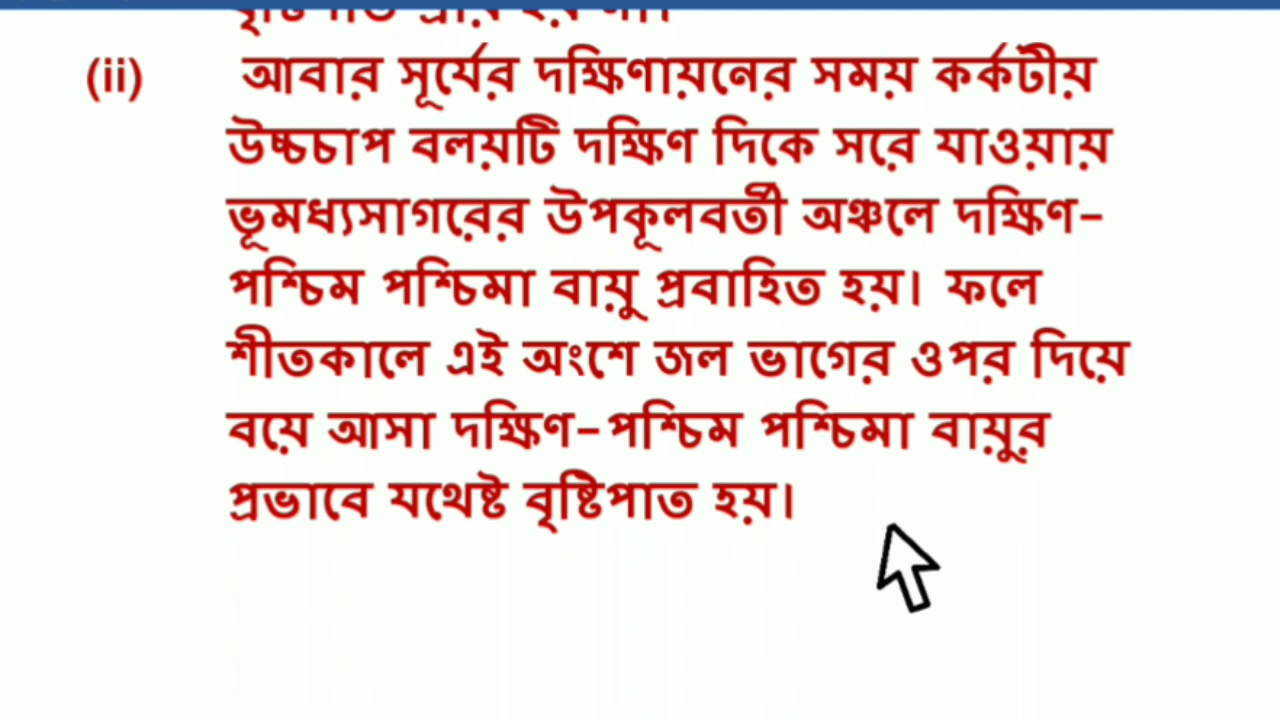 (ii) আবার সূর্যের দক্ষিণায়নের সময় কর্কটীয়
উচ্চচাপ বলয়টি দক্ষিণ দিকে সরে যাওয়ায়
ভূমধ্যসাগরের উপকূলবর্তী অঞ্চলে দক্ষিণ-
পশ্চিম পশ্চিমা বায়ু প্রবাহিত হয়। ফলে
শীতকালে এই অংশে জল ভাগের ওপর দিয়ে
বয়ে আসা দক্ষিণ-পশ্চিম পশ্চিমা বায়ুর
প্রভাবে যথেষ্ট বৃষ্টিপাত হয়।